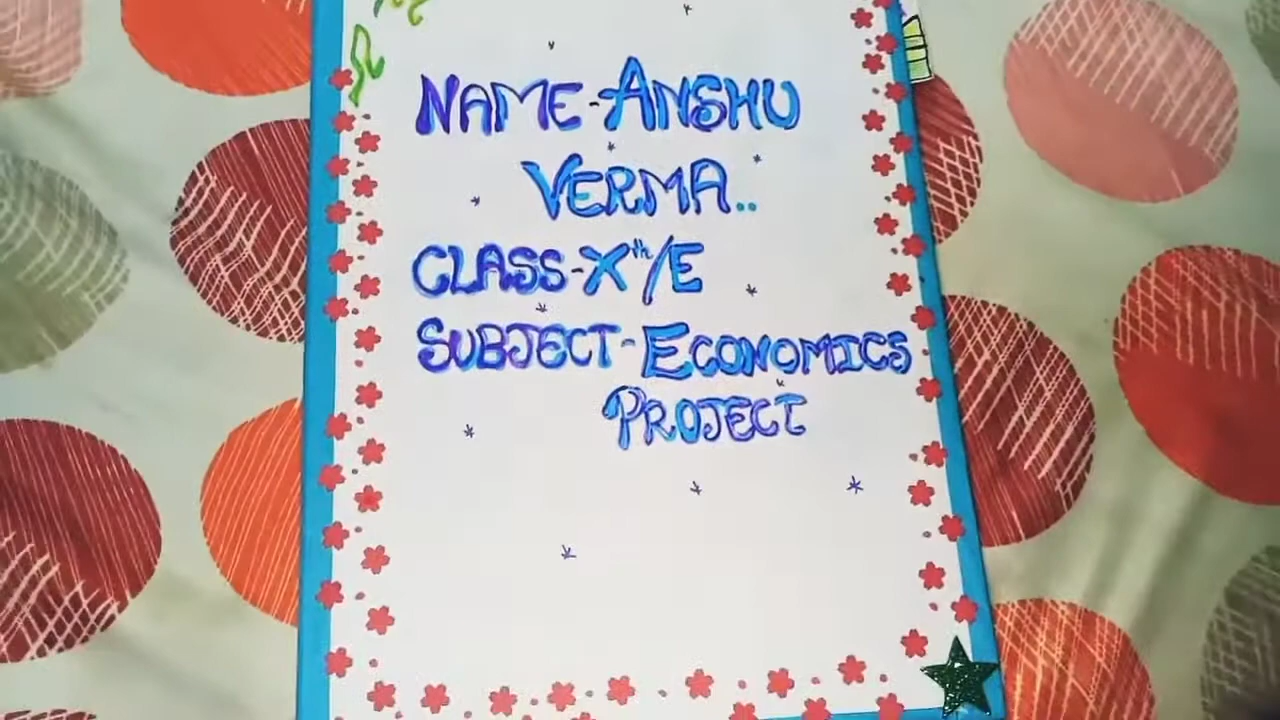 NAME-ANSHU
VERMA..
CLASS-Xth/E
SUBJECT-ECONOMICS
PROJECT